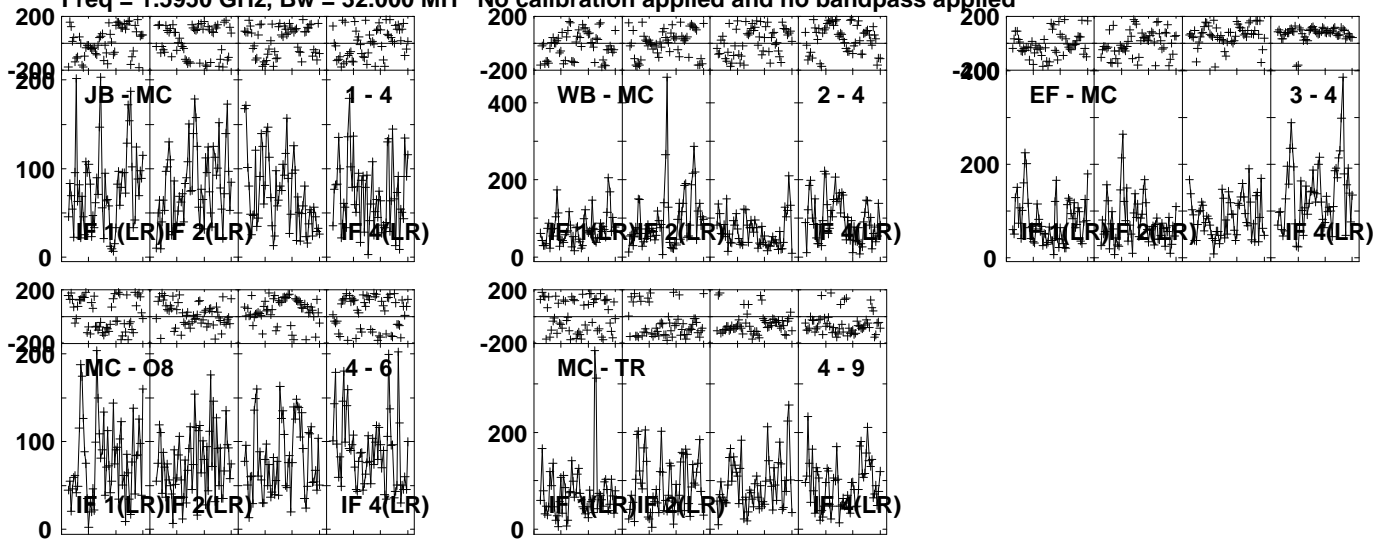 Freq = 1.5950 GHz, Bw = 32.000 MH No calibration applied and no bandpass applied
200
-200
200
JB - MC
1 - 4
100
0
IF 1(LR)
IF 2(LR)
IF 4(LR)
200
-200
400
WB - MC
2 - 4
200
0
IF 1(LR)
IF 2(LR)
IF 4(LR)
200
-200
400
EF - MC
3 - 4
200
0
IF 1(LR)
IF 2(LR)
IF 4(LR)
200
-200
200
MC - O8
4 - 6
100
0
IF 1(LR)
IF 2(LR)
IF 4(LR)
200
-200
MC - TR
4 - 9
200
0
IF 1(LR)
IF 2(LR)
IF 4(LR)